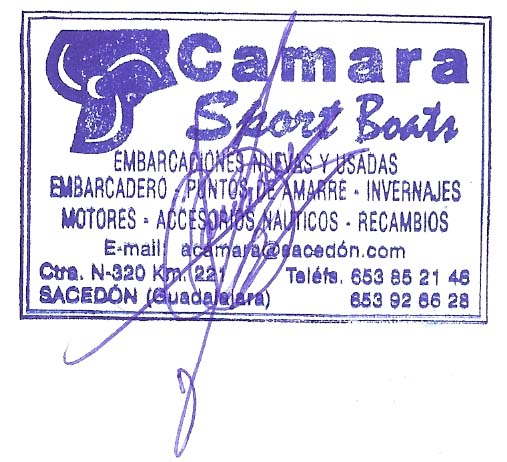 Camara
Sport Boats
EMBARCACIONES NUEVAS Y USADAS
EMBARCADERO - PUNTOS DE AMARRE - INVERNAJES
MOTORES - ACCESORIOS NAUTICOS - RECAMBIOS
E-mail: acamara@sacedón.com
Ctra. N-320 Km. 221 Teléfs. 653 85 21 46
SACEDÓN (Guadalajara) 653 92 66 28